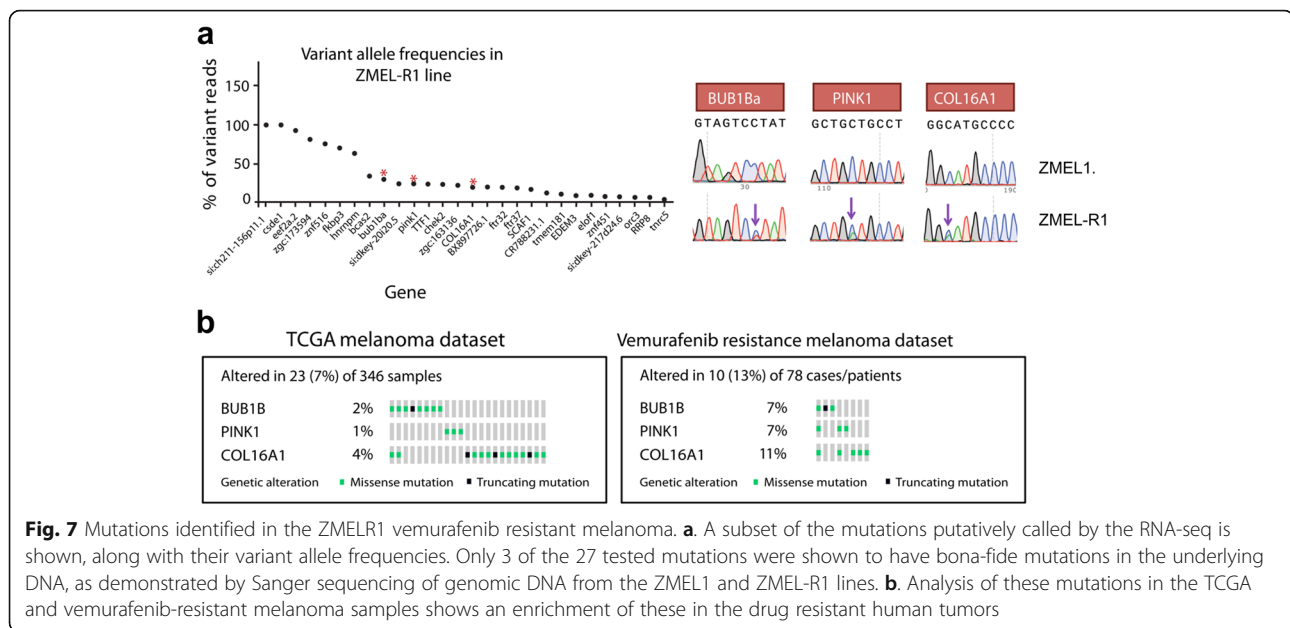 a
Variant allele frequencies in
ZMEL-R1 line
% of variant reads
150
100
50
0
si:ch211-156p11.1
csde1
eef2a.2
zgc:173594
znf516
fkbp3
hnrnpm
bcas2
bub1ba
si:dkey-20i20.5
pink1
TTF1
chek2
zgc:163136
COL16A1
BX897726.1
ftr32
ftr37
SCAF1
CR788231.1
tmem181
EDEM3
elof1
znf451
si:dkey-217d24.6
orc3
RRP8
tnrc5
Gene
BUB1Ba PINK1 COL16A1
GTAGTCCTAT GCTGCTGCCT GGCATGCCCC
ZMEL1.
30 110 190
ZMEL-R1
b
TCGA melanoma dataset
Altered in 23 (7%) of 346 samples
BUB1B 2%
PINK1 1%
COL16A1 4%
Genetic alteration Missense mutation Truncating mutation
Vemurafenib resistance melanoma dataset
Altered in 10 (13%) of 78 cases/patients
BUB1B 7%
PINK1 7%
COL16A1 11%
Genetic alteration Missense mutation Truncating mutation
Fig. 7 Mutations identified in the ZMELR1 vemurafenib resistant melanoma. a. A subset of the mutations putatively called by the RNA-seq is
shown, along with their variant allele frequencies. Only 3 of the 27 tested mutations were shown to have bona-fide mutations in the underlying
DNA, as demonstrated by Sanger sequencing of genomic DNA from the ZMEL1 and ZMEL-R1 lines. b. Analysis of these mutations in the TCGA
and vemurafenib-resistant melanoma samples shows an enrichment of these in the drug resistant human tumors